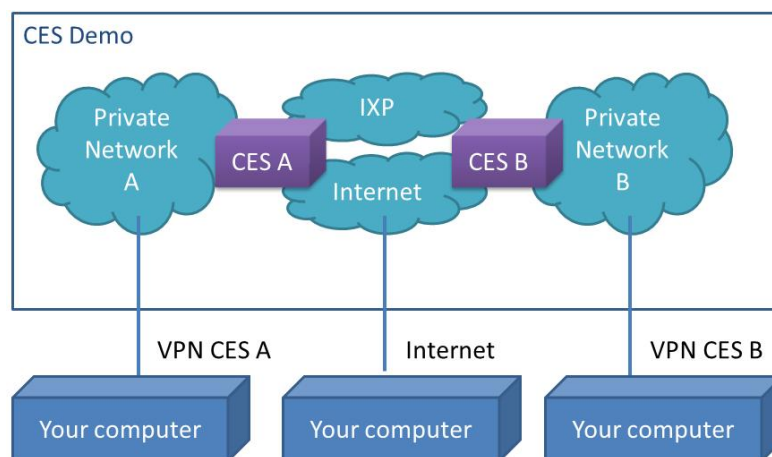 CES Demo
Private
Network
A
CES A
IXP
Internet
CES B
Private
Network
B
VPN CES A
Internet
VPN CES B
Your computer
Your computer
Your computer